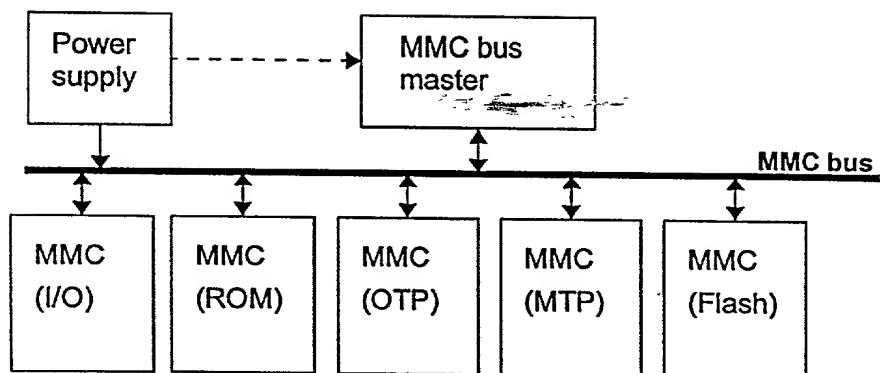 Power
supply
MMC bus
master
MMC bus
MMC
(I/O)
MMC
(ROM)
MMC
(OTP)
MMC
(MTP)
MMC
(Flash)